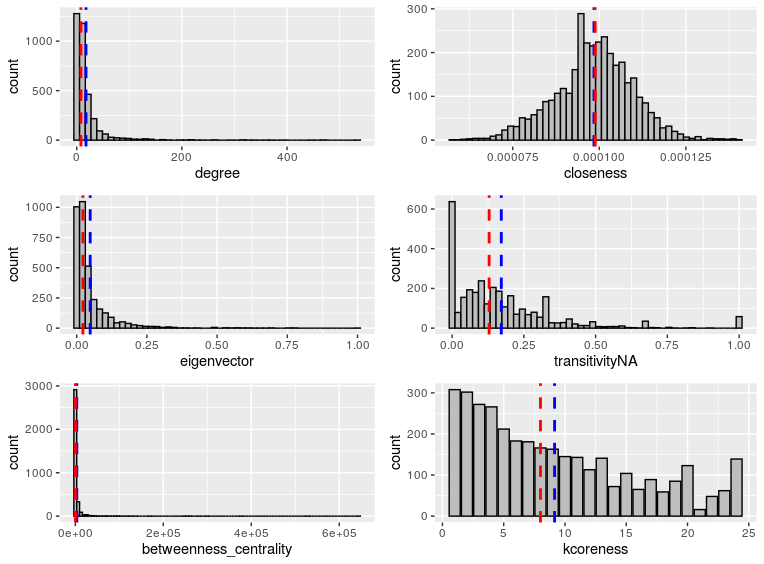 count
1000
500
0
0
200
400
degree
count
300
200
100
0
0.000075
0.000100
0.000125
closeness
count
1000
750
500
250
0
0.00
0.25
0.50
0.75
1.00
eigenvector
count
600
400
200
0
0.00
0.25
0.50
0.75
1.00
transitivityNA
count
3000
2000
1000
0
0e+00
2e+05
4e+05
6e+05
betweenness_centrality
count
300
200
100
0
0
5
10
15
20
25
kcoreness